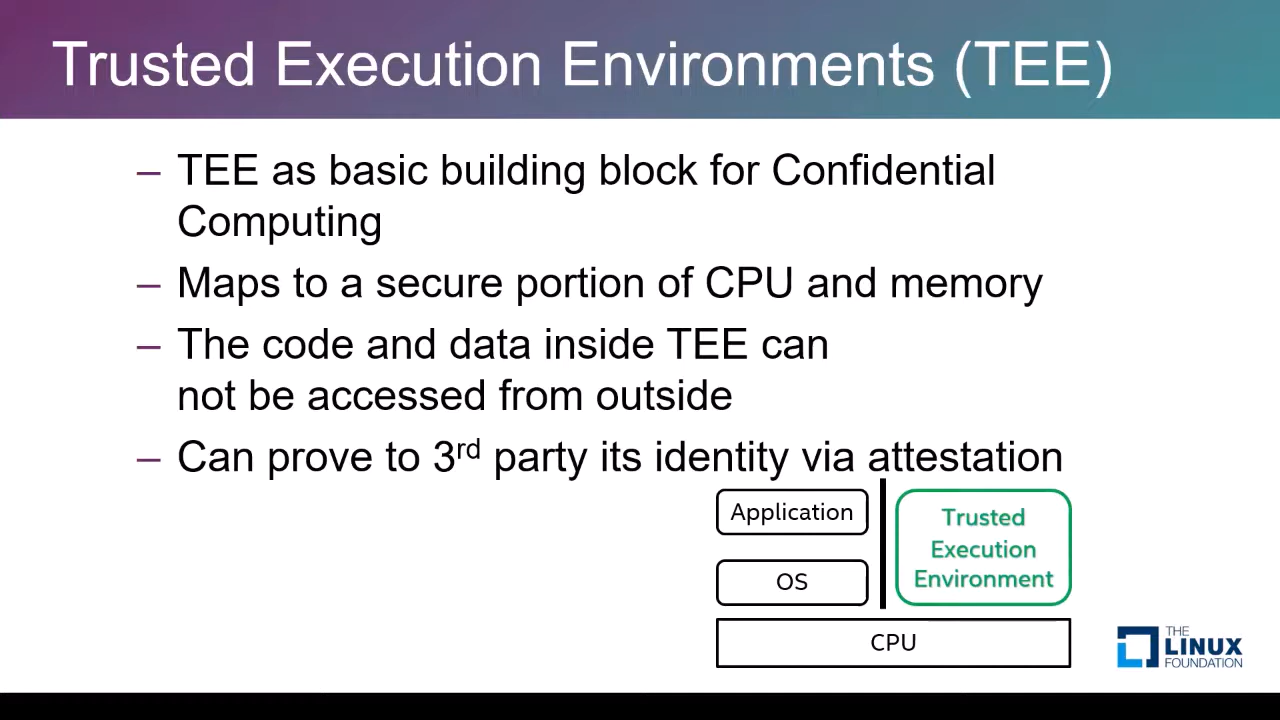 Trusted Execution Environments (TEE)
– TEE as basic building block for Confidential
Computing
– Maps to a secure portion of CPU and memory
– The code and data inside TEE can
not be accessed from outside
– Can prove to 3rd party its identity via attestation
Application
OS
Trusted
Execution
Environment
CPU
THE
LINUX
FOUNDATION